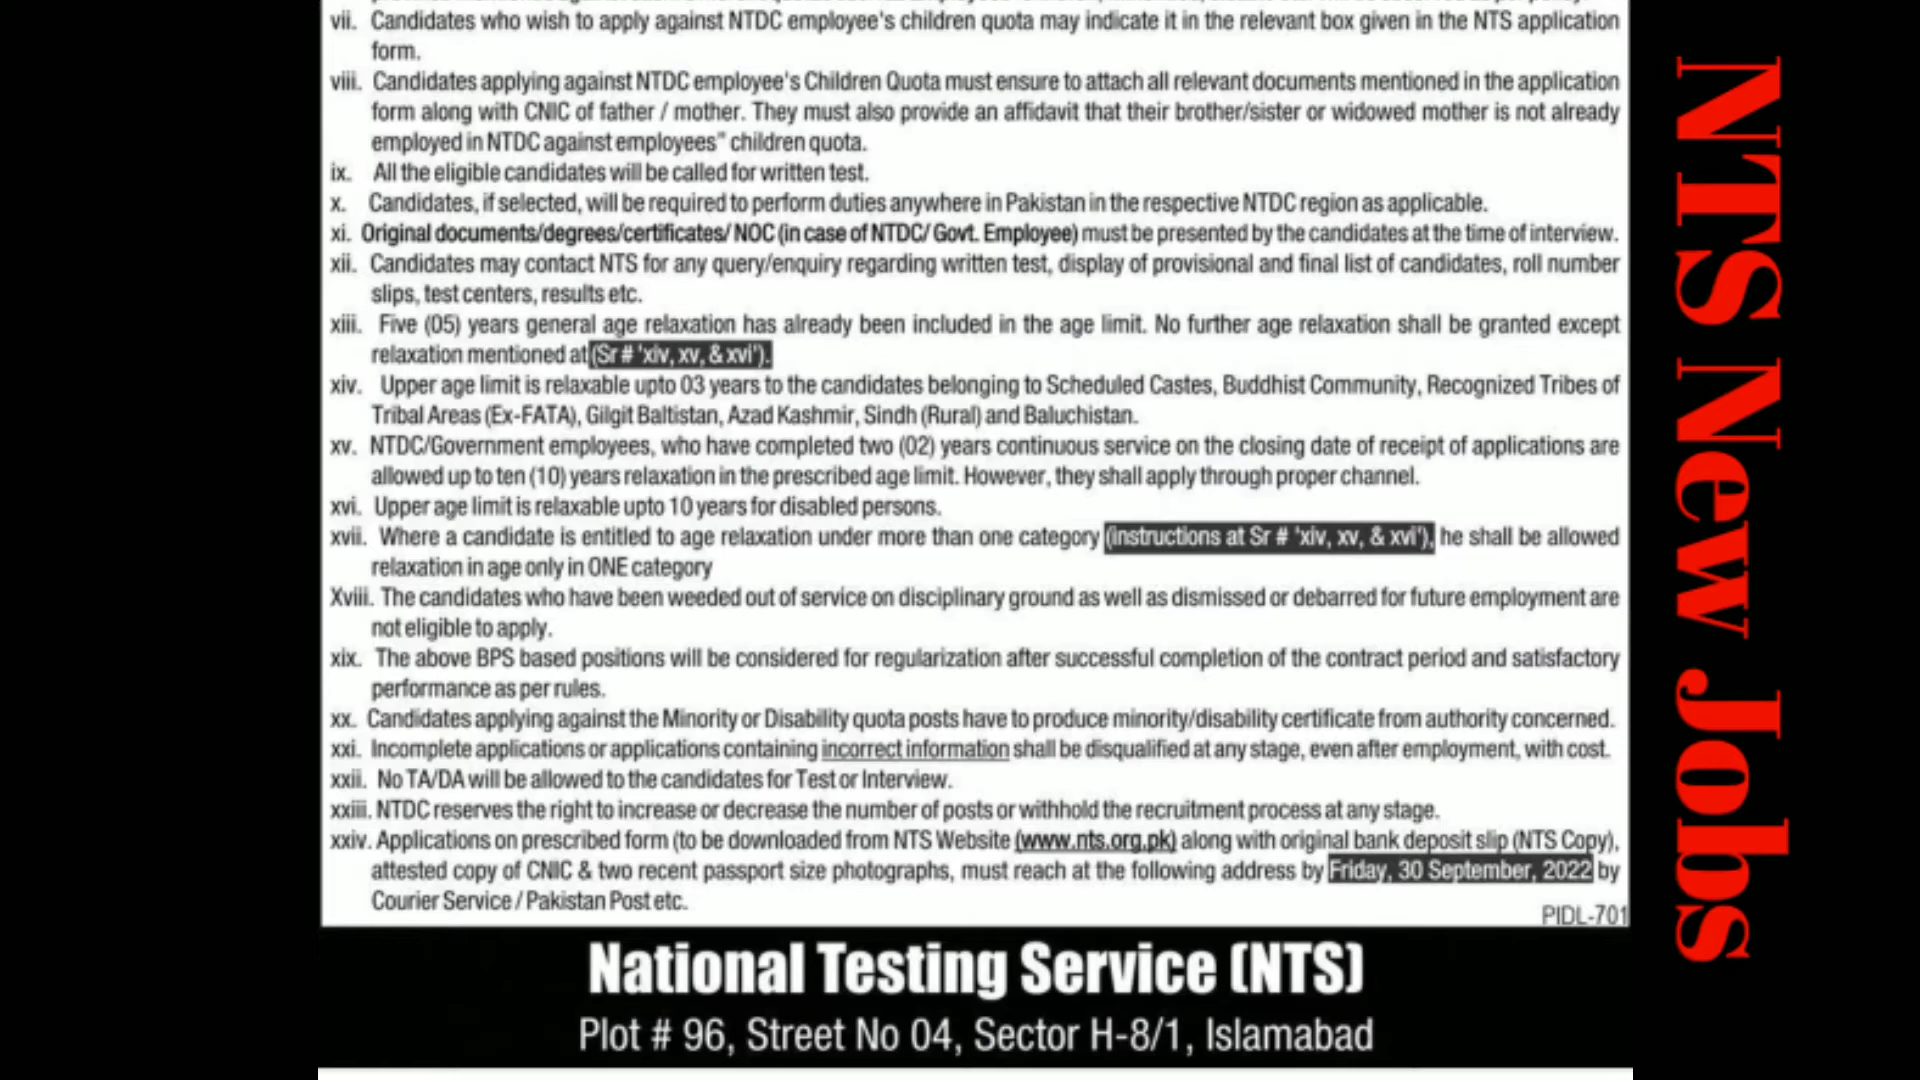 vii. Candidates who wish to apply against NTDC employee's children quota may indicate it in the relevant box given in the NTS application
form.
viii. Candidates applying against NTDC employee's Children Quota must ensure to attach all relevant documents mentioned in the application
form along with CNIC of father / mother. They must also provide an affidavit that their brother/sister or widowed mother is not already
employed in NTDC against employees" children quota.
ix. All the eligible candidates will be called for written test.
x. Candidates, if selected, will be required to perform duties anywhere in Pakistan in the respective NTDC region as applicable.
xi. Original documents/degrees/certificates/ NOC (in case of NTDC/ Govt. Employee) must be presented by the candidates at the time of interview.
xii. Candidates may contact NTS for any query/enquiry regarding written test, display of provisional and final list of candidates, roll number
slips, test centers, results etc.
xiii. Five (05) years general age relaxation has already been included in the age limit. No further age relaxation shall be granted except
relaxation mentioned at (Sr # 'xiv, xv, & xvi').
xiv. Upper age limit is relaxable upto 03 years to the candidates belonging to Scheduled Castes, Buddhist Community, Recognized Tribes of
Tribal Areas (Ex-FATA), Gilgit Baltistan, Azad Kashmir, Sindh (Rural) and Baluchistan.
xv. NTDC/Government employees, who have completed two (02) years continuous service on the closing date of receipt of applications are
allowed up to ten (10) years relaxation in the prescribed age limit. However, they shall apply through proper channel.
xvi. Upper age limit is relaxable upto 10 years for disabled persons.
xvii. Where a candidate is entitled to age relaxation under more than one category (instructions at Sr # 'xiv, xv, & xvi'), he shall be allowed
relaxation in age only in ONE category
Xviii. The candidates who have been weeded out of service on disciplinary ground as well as dismissed or debarred for future employment are
not eligible to apply.
xix. The above BPS based positions will be considered for regularization after successful completion of the contract period and satisfactory
performance as per rules.
xx. Candidates applying against the Minority or Disability quota posts have to produce minority/disability certificate from authority concerned.
xxi. Incomplete applications or applications containing incorrect information shall be disqualified at any stage, even after employment, with cost.
xxii. No TA/DA will be allowed to the candidates for Test or Interview.
xxiii. NTDC reserves the right to increase or decrease the number of posts or withhold the recruitment process at any stage.
xxiv. Applications on prescribed form (to be downloaded from NTS Website (www.nts.org.pk) along with original bank deposit slip (NTS Copy),
attested copy of CNIC & two recent passport size photographs, must reach at the following address by Friday, 30 September, 2022 by
Courier Service / Pakistan Post etc.
PIDL-701
National Testing Service (NTS)
Plot # 96, Street No 04, Sector H-8/1, Islamabad
NTS New Jobs